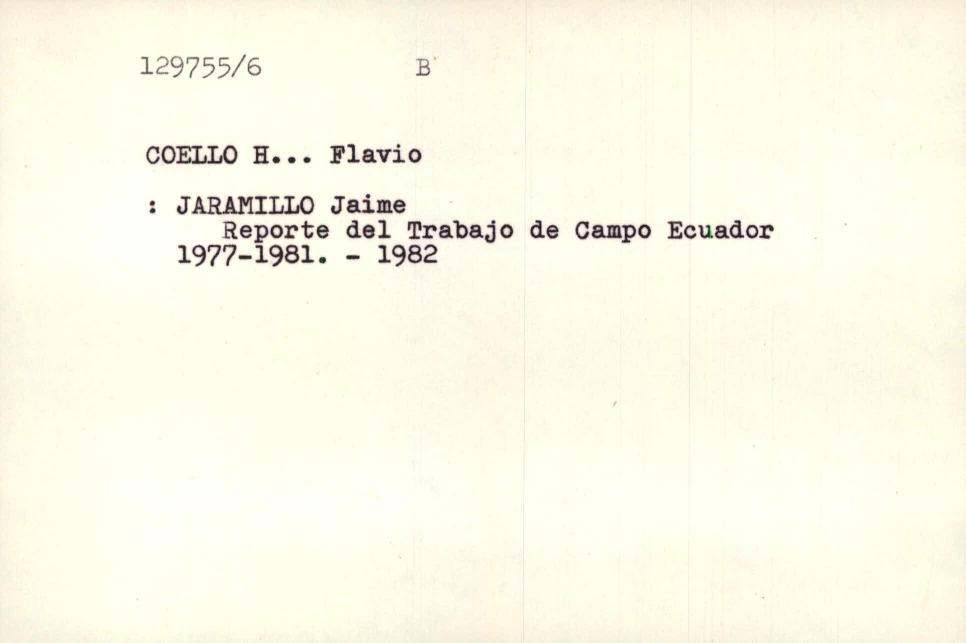 129755/6 B
COELLO H... Flavio
: JARAMILLO Jaime
Reporte del Trabajo de Campo Ecuador
1977-1981. - 1982